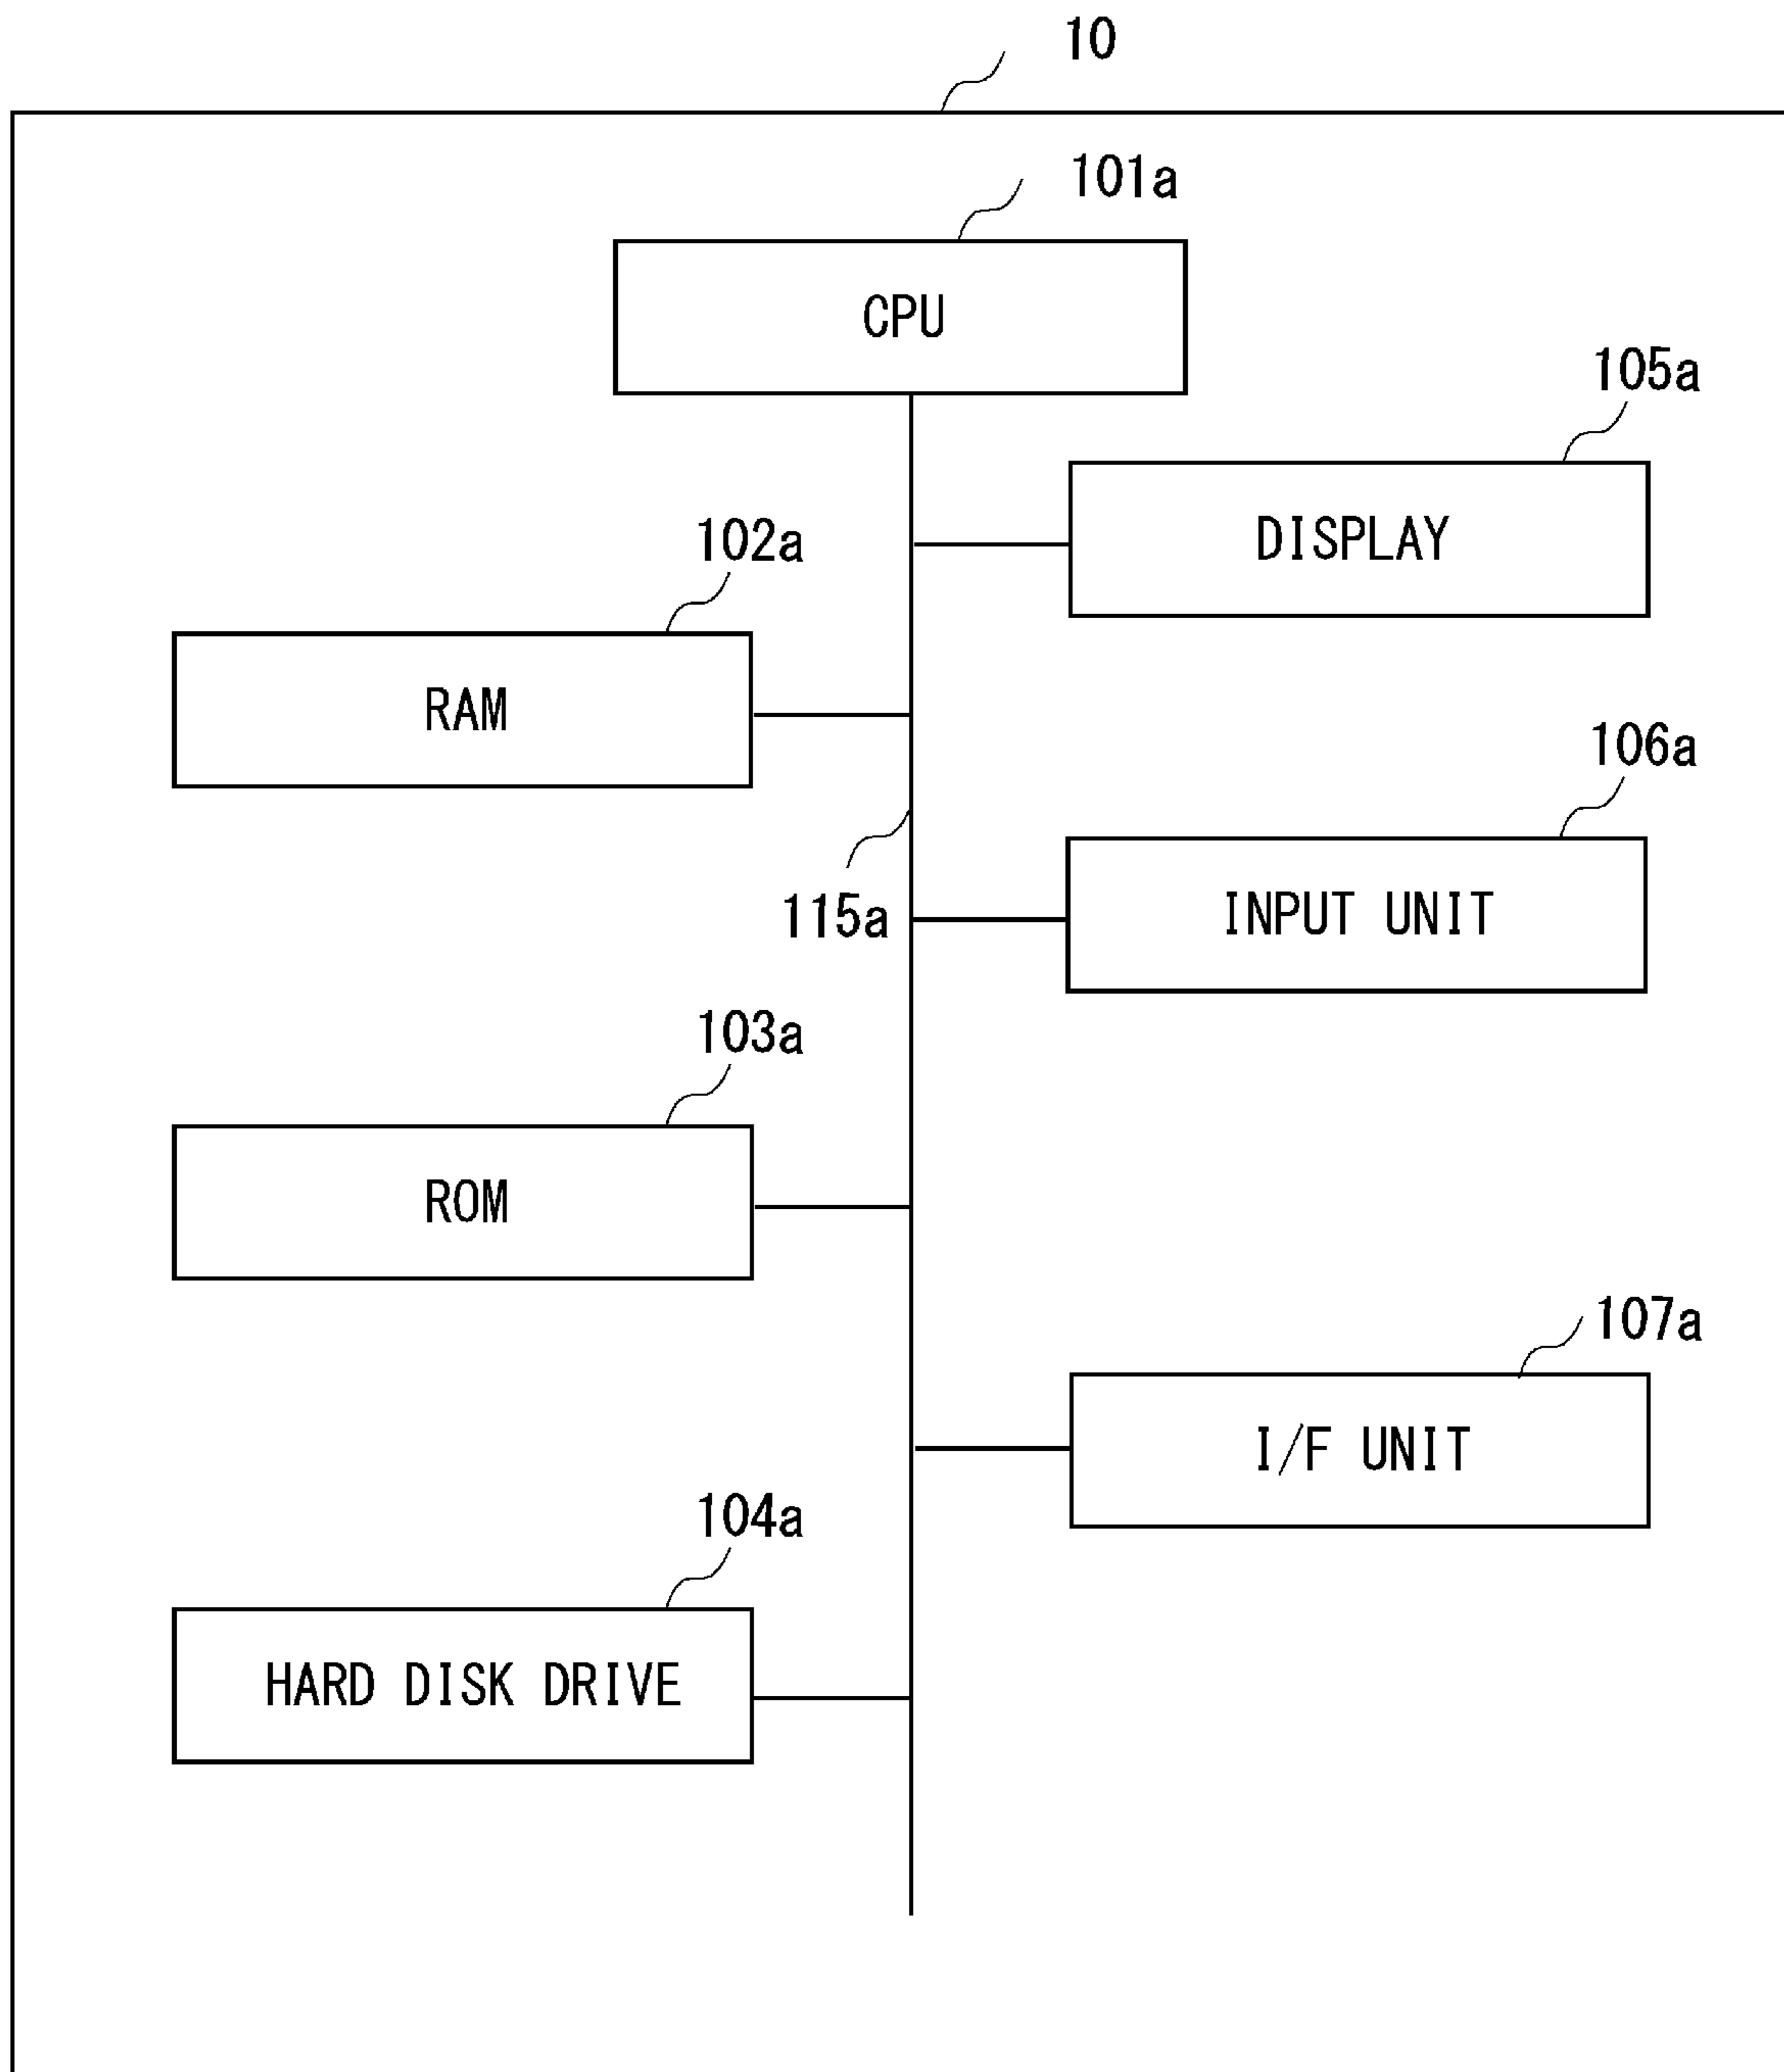 10
101a
CPU
105a
DISPLAY
102a
RAM
106a
INPUT UNIT
115a
103a
ROM
107a
I/F UNIT
104a
HARD DISK DRIVE